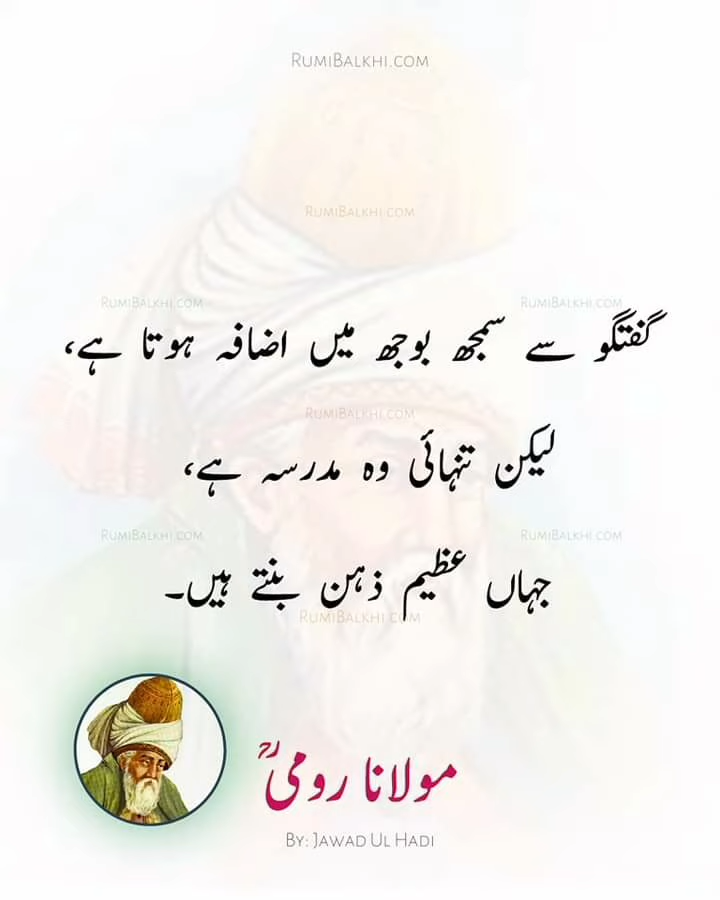 RUMIBALKHI.COM
RUMIBALKHI.COM
RUMIBALKHI.COM RUMIBALKHI.COM
گفتگو سے سمجھ بوجھ میں اضافہ ہوتا ہے،
RUMIBALKHI.COM
لیکن تنہائی وہ مدرسہ ہے،
RUMIBALKHI.COM RUMIBALKHI.COM
جہاں عظیم ذہن بنتے ہیں۔
RUMIBALKHI.COM
مولانا رومیؒ
BY: JAWAD UL HADI